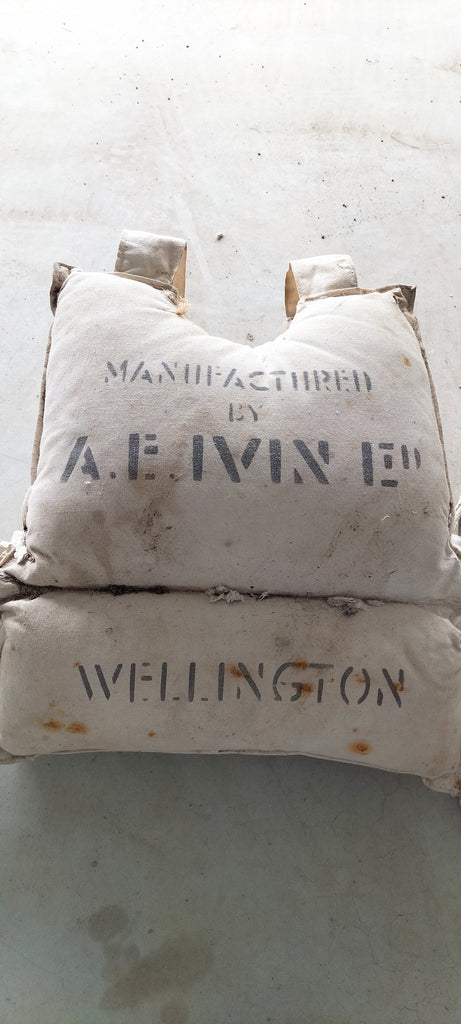 MANUFACTURED
BY
A.E. IVIN LTD
WELLINGTON